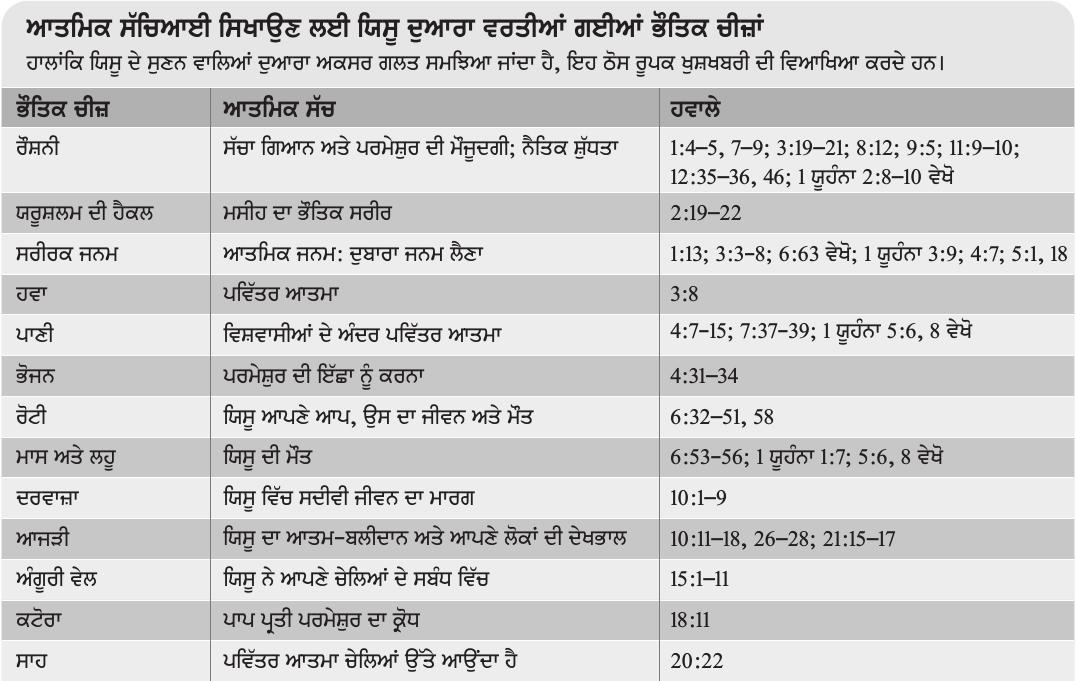 ਆਤਮਿਕ ਸੱਚਿਆਈ ਸਿਖਾਉਣ ਲਈ ਯਿਸੂ ਦੁਆਰਾ ਵਰਤੀਆਂ ਗਈਆਂ ਭੌਤਿਕ ਚੀਜ਼ਾਂ
ਹਾਲਾਂਕਿ ਯਿਸੂ ਦੇ ਸੁਣਨ ਵਾਲਿਆਂ ਦੁਆਰਾ ਅਕਸਰ ਗਲਤ ਸਮਝਿਆ ਜਾਂਦਾ ਹੈ, ਇਹ ਠੋਸ ਰੂਪਕ ਖੁਸ਼ਖਬਰੀ ਦੀ ਵਿਆਖਿਆ ਕਰਦੇ ਹਨ।
ਭੌਤਿਕ ਚੀਜ਼ ਆਤਮਿਕ ਸੱਚ ਹਵਾਲੇ
ਰੌਸ਼ਨੀ ਸੱਚਾ ਗਿਆਨ ਅਤੇ ਪਰਮੇਸ਼ੁਰ ਦੀ ਮੌਜੂਦਗੀ; ਨੈਤਿਕ ਸ਼ੁੱਧਤਾ 1:4–5, 7–9; 3:19–21; 8:12; 9:5; 11:9–10;
12:35–36, 46; 1 ਯੂਹੰਨਾ 2:8–10 ਵੇਖੋ
ਯਰੂਸ਼ਲਮ ਦੀ ਹੈਕਲ ਮਸੀਹ ਦਾ ਭੌਤਿਕ ਸਰੀਰ 2:19–22
ਸਰੀਰਕ ਜਨਮ ਆਤਮਿਕ ਜਨਮ: ਦੁਬਾਰਾ ਜਨਮ ਲੈਣਾ 1:13; 3:3-8; 6:63 ਵੇਖੋ; 1 ਯੂਹੰਨਾ 3:9; 4:7; 5:1, 18
ਹਵਾ ਪਵਿੱਤਰ ਆਤਮਾ 3:8
ਪਾਣੀ ਵਿਸ਼ਵਾਸੀਆਂ ਦੇ ਅੰਦਰ ਪਵਿੱਤਰ ਆਤਮਾ 4:7-15; 7:37–39; 1 ਯੂਹੰਨਾ 5:6, 8 ਵੇਖੋ
ਭੋਜਨ ਪਰਮੇਸ਼ੁਰ ਦੀ ਇੱਛਾ ਨੂੰ ਕਰਨਾ 4:31–34
ਰੋਟੀ ਯਿਸੂ ਆਪਣੇ ਆਪ, ਉਸ ਦਾ ਜੀਵਨ ਅਤੇ ਮੌਤ 6:32–51, 58
ਮਾਸ ਅਤੇ ਲਹੂ ਯਿਸੂ ਦੀ ਮੌਤ 6:53-56; 1 ਯੂਹੰਨਾ 1:7; 5:6, 8 ਵੇਖੋ
ਦਰਵਾਜ਼ਾ ਯਿਸੂ ਵਿੱਚ ਸਦੀਵੀ ਜੀਵਨ ਦਾ ਮਾਰਗ 10:1–9
ਆਜੜੀ ਯਿਸੂ ਦਾ ਆਤਮ-ਬਲੀਦਾਨ ਅਤੇ ਆਪਣੇ ਲੋਕਾਂ ਦੀ ਦੇਖਭਾਲ 10:11–18, 26–28; 21:15–17
ਅੰਗੂਰੀ ਵੇਲ ਯਿਸੂ ਨੇ ਆਪਣੇ ਚੇਲਿਆਂ ਦੇ ਸਬੰਧ ਵਿੱਚ 15:1–11
ਕਟੋਰਾ ਪਾਪ ਪ੍ਰਤੀ ਪਰਮੇਸ਼ੁਰ ਦਾ ਕ੍ਰੋਧ 18:11
ਸਾਹ ਪਵਿੱਤਰ ਆਤਮਾ ਚੇਲਿਆਂ ਉੱਤੇ ਆਉਂਦਾ ਹੈ 20:22